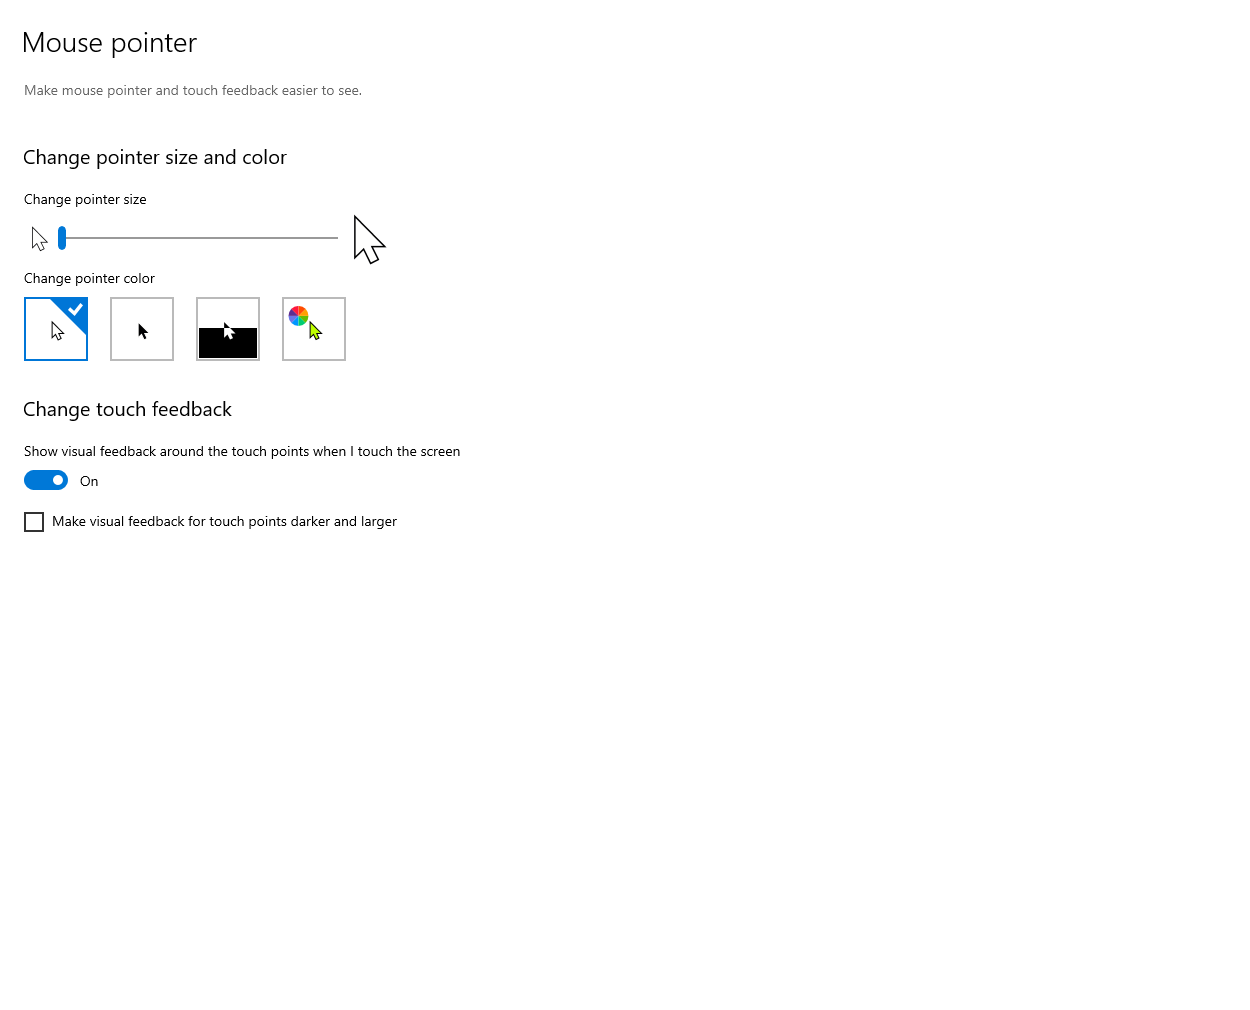 Mouse pointer
Make mouse pointer and touch feedback easier to see.
Change pointer size and color
Change pointer size
Change pointer color
Change touch feedback
Show visual feedback around the touch points when I touch the screen
On
Make visual feedback for touch points darker and larger